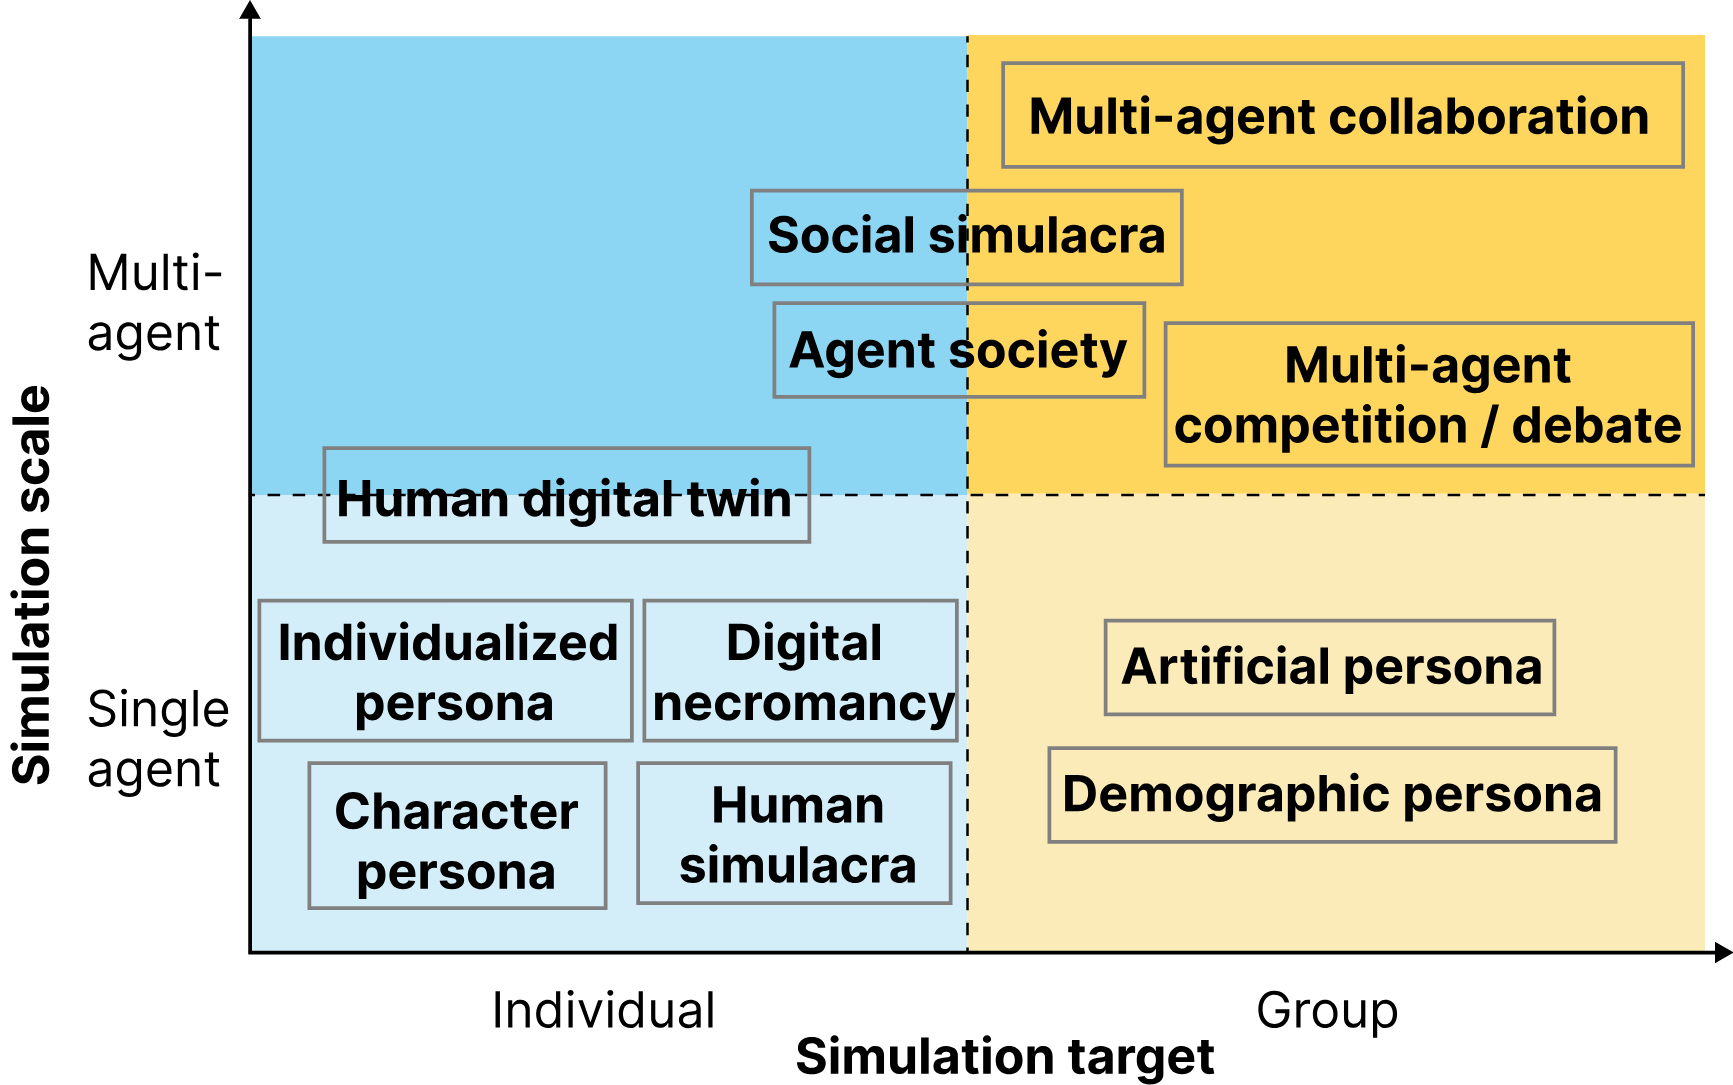 Multi-agent collaboration
Social simulacra
Agent society
Multi-agent
competition / debate
Human digital twin
Individualized
persona
Digital
necromancy
Character
persona
Human
simulacra
Artificial persona
Demographic persona
Simulation scale
Multi-
agent
Single
agent
Individual
Group
Simulation target